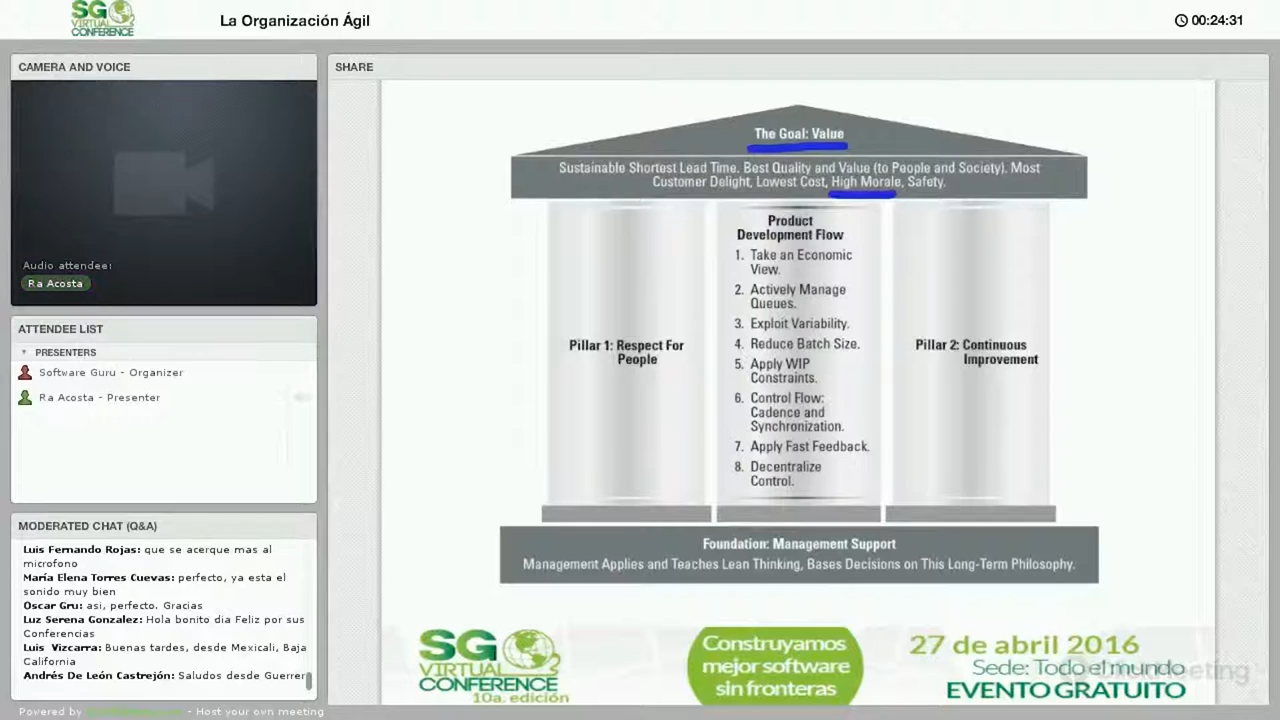 SG
VIRTUAL
CONFERENCE
La Organización Ágil
00:24:31
CAMERA AND VOICE
Audio attendee:
Ra Acosta
ATTENDEE LIST
PRESENTERS
Software Guru - Organizer
Ra Acosta - Presenter
MODERATED CHAT (Q&A)
Luis Fernando Rojas: que se acerque mas al
microfono
María Elena Torres Cuevas: perfecto, ya esta el
sonido muy bien
Oscar Gru: asi, perfecto. Gracias
Luz Serena Gonzalez: Hola bonito dia Feliz por sus
Conferencias
Luis Vizcarra: Buenas tardes, desde Mexicali, Baja
California
Andrés De León Castrejón: Saludos desde Guerrer
Powered by - Host your own meeting
SHARE
The Goal: Value
Sustainable Shortest Lead Time. Best Quality and Value (to People and Society). Most
Customer Delight, Lowest Cost, High Morale, Safety.
Pillar 1: Respect For
People
Product
Development Flow
1. Take an Economic
View.
2. Actively Manage
Queues.
3. Exploit Variability.
4. Reduce Batch Size.
5. Apply WIP
Constraints.
6. Control Flow:
Cadence and
Synchronization.
7. Apply Fast Feedback.
8. Decentralize
Control.
Pillar 2: Continuous
Improvement
Foundation: Management Support
Management Applies and Teaches Lean Thinking, Bases Decisions on This Long-Term Philosophy.
SG
VIRTUAL
CONFERENCE
10a. edición
Construyamos
mejor software
sin fronteras
27 de abril 2016
Sede: Todo el mundo
EVENTO GRATUITO